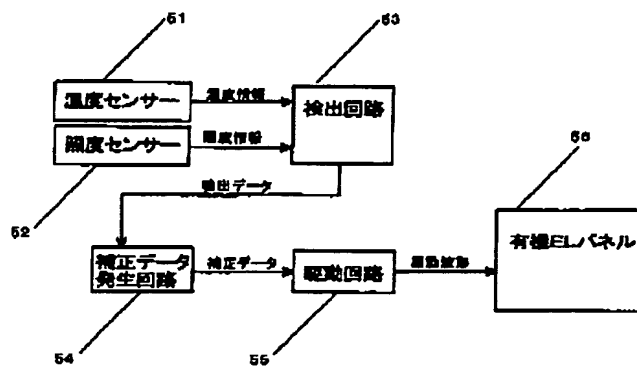 51
53
温度センサー
温度情報
検出回路
照度センサー
照度情報
52
検出データ
56
有機ELパネル
補正データ
発生回路
補正データ
駆動回路
駆動波形
54
55